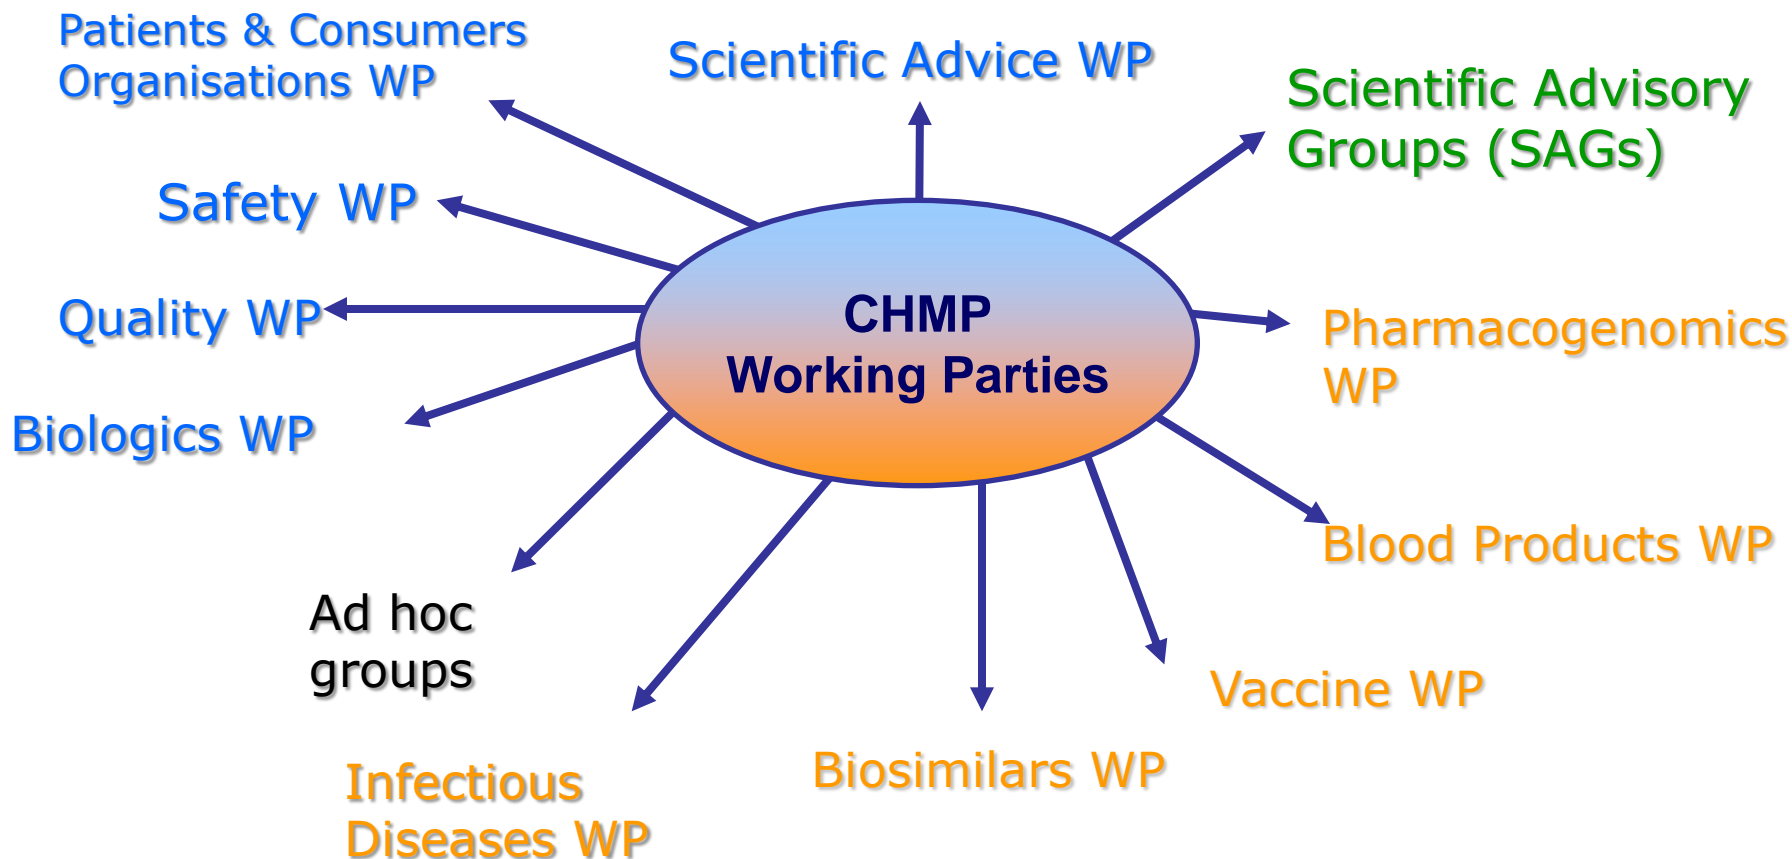 Patients & Consumers
Organisations WP
Scientific Advice WP
Scientific Advisory
Groups (SAGs)
Safety WP
Quality WP
CHMP
Working Parties
Pharmacogenomics
WP
Biologics WP
Blood Products WP
Ad hoc
groups
Vaccine WP
Infectious
Diseases WP
Biosimilars WP